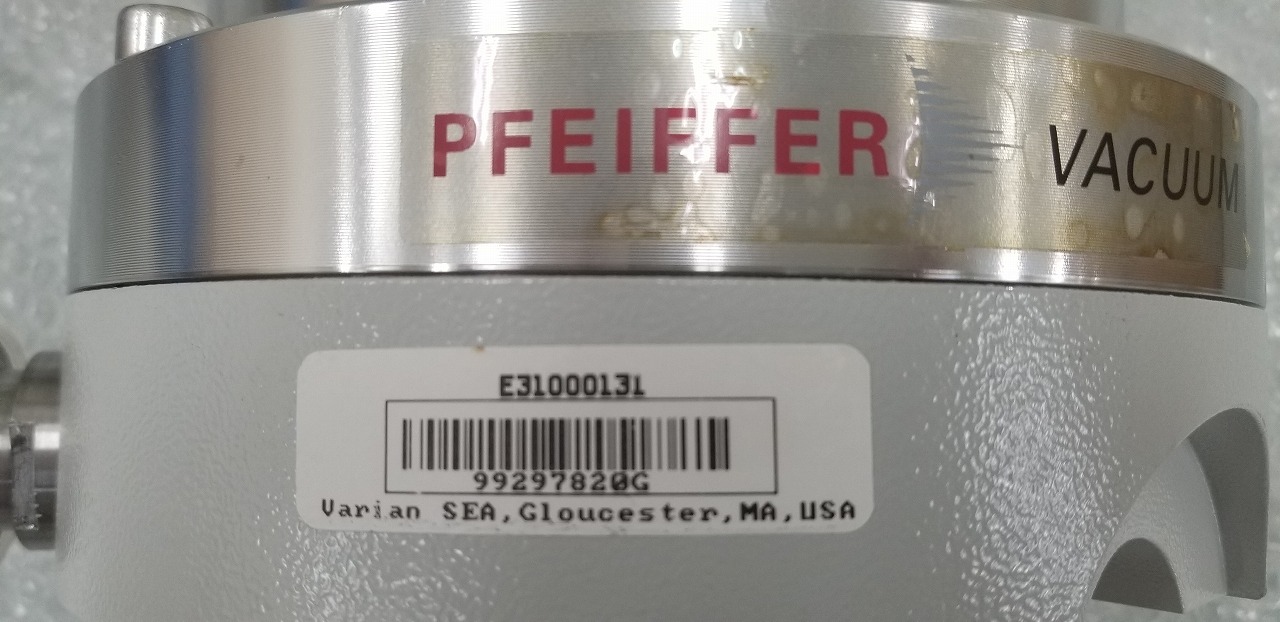 PFEIFFER VACUUM
E31000131
99297820G
Varian SEA, Gloucester, MA, USA